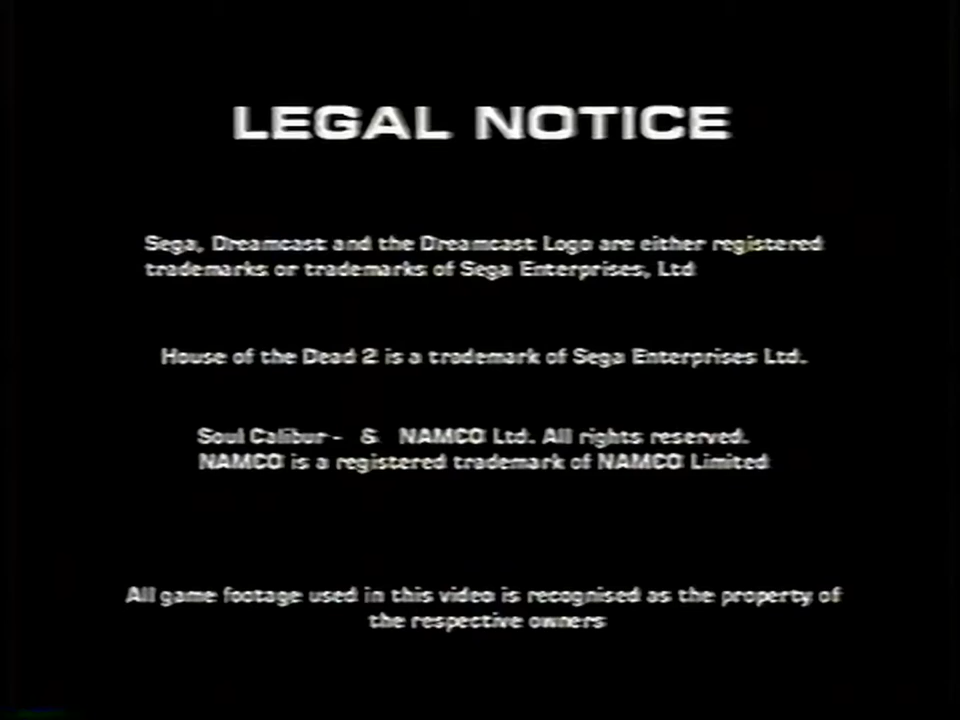 LEGAL NOTICE
Sega, Dreamcast and the Dreamcast Logo are either registered
trademarks or trademarks of Sega Enterprises, Ltd
House of the Dead 2 is a trademark of Sega Enterprises Ltd.
Soul Calibur - & NAMCO Ltd. All rights reserved.
NAMCO is a registered trademark of NAMCO Limited
All game footage used in this video is recognised as the property of
the respective owners